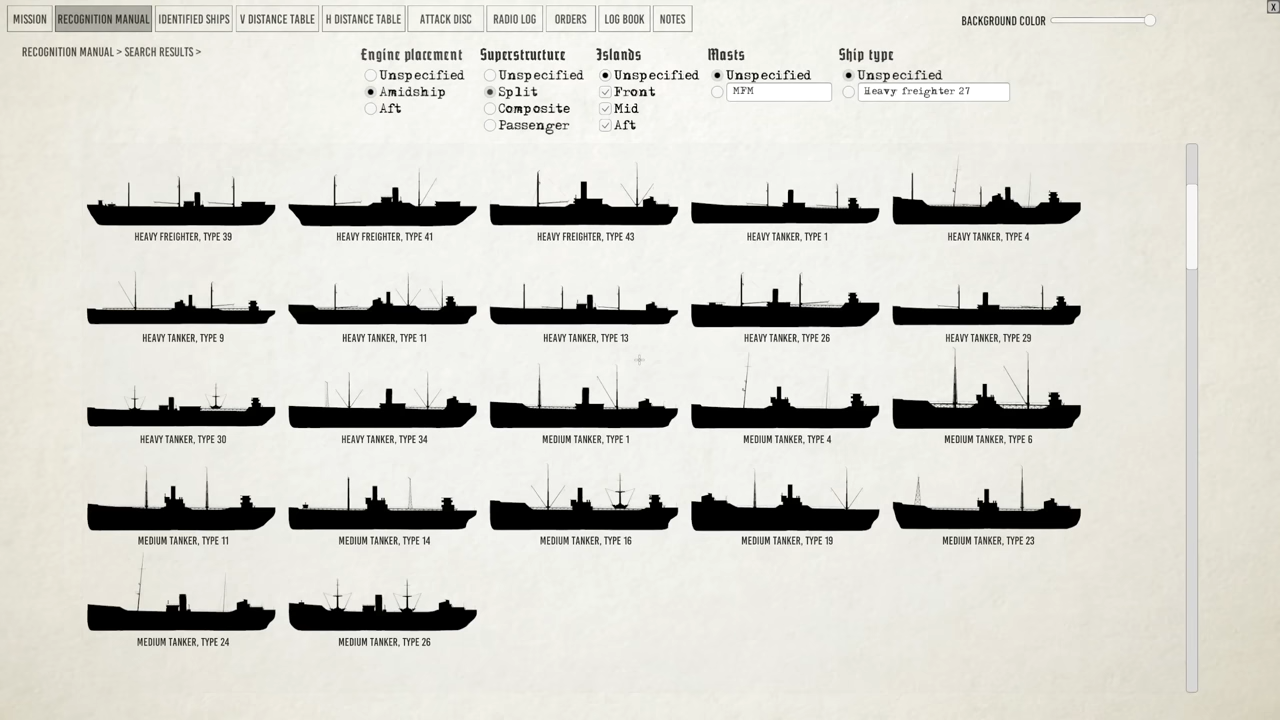 MISSION RECOGNITION MANUAL IDENTIFIED SHIPS V DISTANCE TABLE H DISTANCE TABLE ATTACK DISC RADIO LOG ORDERS LOG BOOK NOTES BACKGROUND COLOR X
RECOGNITION MANUAL > SEARCH RESULTS >
Engine placement Superstructure Islands Masts Ship type
Unspecified Unspecified Unspecified Unspecified Unspecified
Amidship Split Front MFM Heavy freighter 27
Aft Composite Mid
Passenger Aft
HEAVY FREIGHTER, TYPE 39 HEAVY FREIGHTER, TYPE 41 HEAVY FREIGHTER, TYPE 43 HEAVY TANKER, TYPE 1 HEAVY TANKER, TYPE 4
HEAVY TANKER, TYPE 9 HEAVY TANKER, TYPE 11 HEAVY TANKER, TYPE 13 HEAVY TANKER, TYPE 26 HEAVY TANKER, TYPE 29
HEAVY TANKER, TYPE 30 HEAVY TANKER, TYPE 34 MEDIUM TANKER, TYPE 1 MEDIUM TANKER, TYPE 4 MEDIUM TANKER, TYPE 6
MEDIUM TANKER, TYPE 11 MEDIUM TANKER, TYPE 14 MEDIUM TANKER, TYPE 16 MEDIUM TANKER, TYPE 19 MEDIUM TANKER, TYPE 23
MEDIUM TANKER, TYPE 24 MEDIUM TANKER, TYPE 26